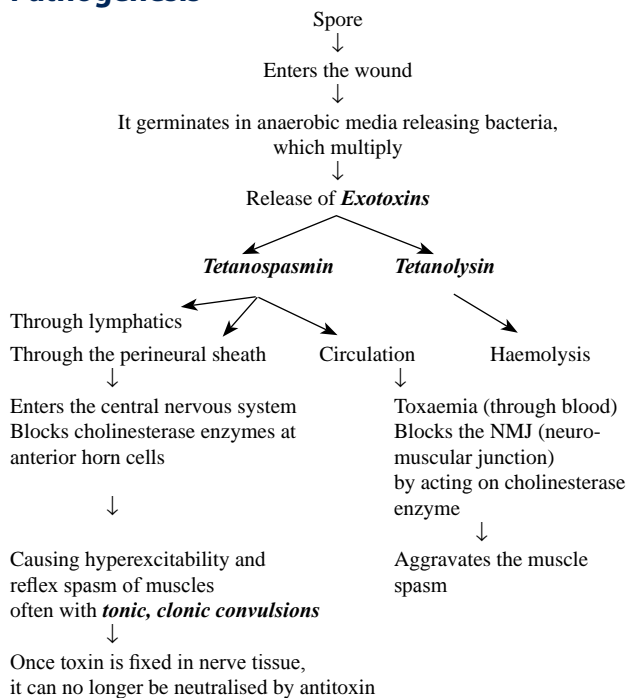 Pathogenesis
Spore
↓
Enters the wound
↓
It germinates in anaerobic media releasing bacteria,
which multiply
↓
Release of Exotoxins
Tetanospasmin
Tetanolysin
Through lymphatics
Through the perineural sheath
Circulation
Haemolysis
↓
Enters the central nervous system
Blocks cholinesterase enzymes at
anterior horn cells
↓
Causing hyperexcitability and
reflex spasm of muscles
often with tonic, clonic convulsions
↓
Once toxin is fixed in nerve tissue,
it can no longer be neutralised by antitoxin
↓
Toxaemia (through blood)
Blocks the NMJ (neuro-
muscular junction)
by acting on cholinesterase
enzyme
↓
Aggravates the muscle
spasm